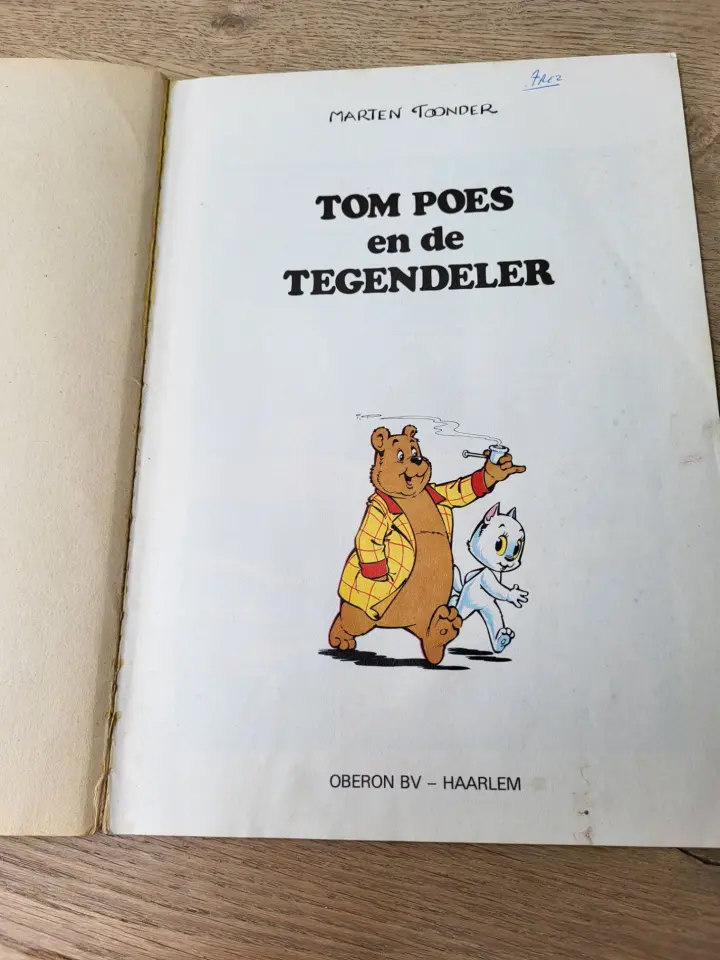 MARTEN TOONDER
TOM POES
en de
TEGENDELER
OBERON BV – HAARLEM